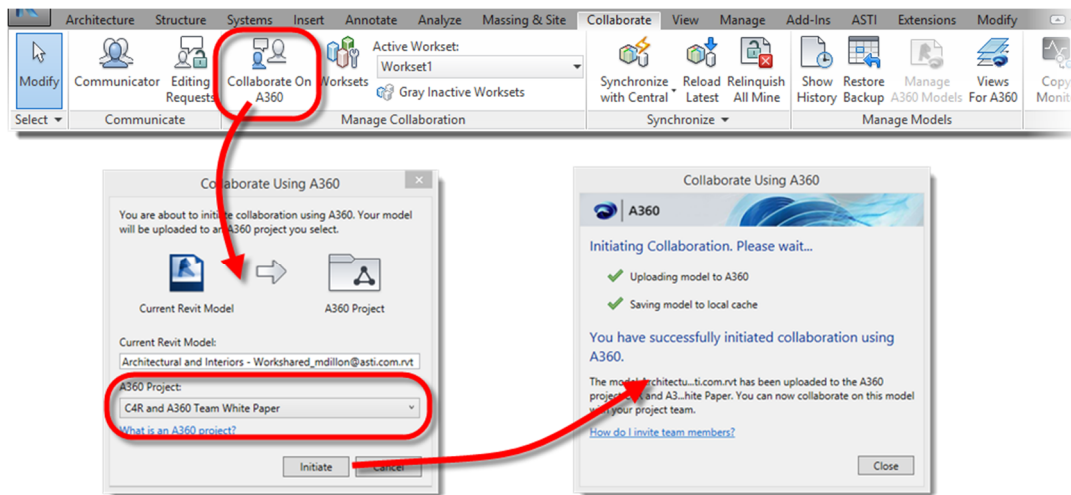 Architecture Structure Systems Insert Annotate Analyze Massing & Site Collaborate View Manage Add-Ins ASTI Extensions Modify
Modify
Communicator
Editing
Requests
Collaborate On
A360
Worksets
Active Workset:
Workset1
Gray Inactive Worksets
Synchronize
with Central
Reload
Latest
Relinquish
All Mine
Show
History
Restore
Backup
Manage
A360 Models
Views
For A360
Copy
Monit
Select
Communicate
Manage Collaboration
Synchronize
Manage Models
Collaborate Using A360
You are about to initiate collaboration using A360. Your model
will be uploaded to an A360 project you select.
Current Revit Model
A360 Project
Current Revit Model:
Architectural and Interiors - Workshared_mdillon@asti.com.rvt
A360 Project:
C4R and A360 Team White Paper
What is an A360 project?
Initiate
Cancel
Collaborate Using A360
A360
Initiating Collaboration. Please wait...
Uploading model to A360
Saving model to local cache
You have successfully initiated collaboration using
A360.
The model Architectu...ti.com.rvt has been uploaded to the A360
project and A3...hite Paper. You can now collaborate on this model
with your project team.
How do I invite team members?
Close